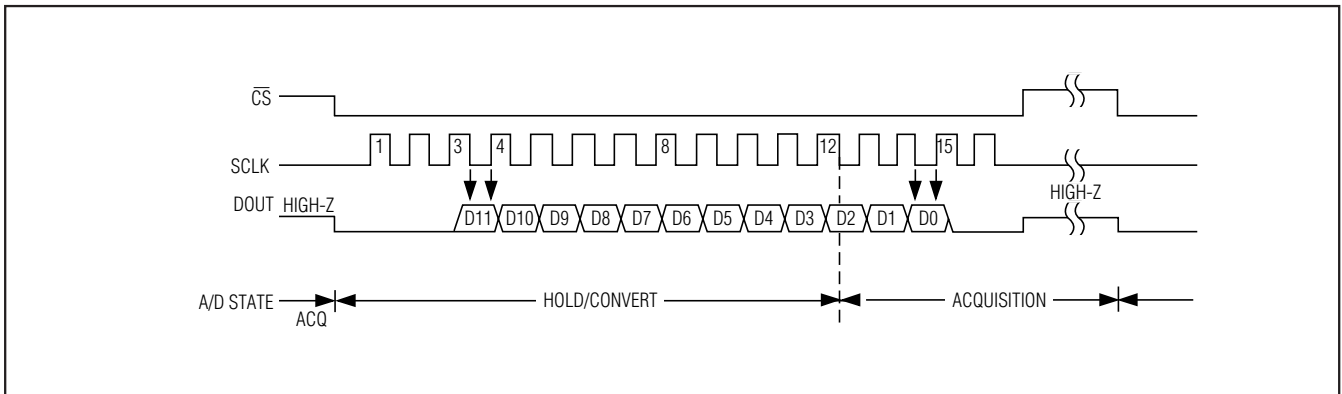 C̅S̅
1 3 4 8 12 15
SCLK
DOUT HIGH-Z HIGH-Z
D11 D10 D9 D8 D7 D6 D5 D4 D3 D2 D1 D0
A/D STATE HOLD/CONVERT ACQUISITION
ACQ